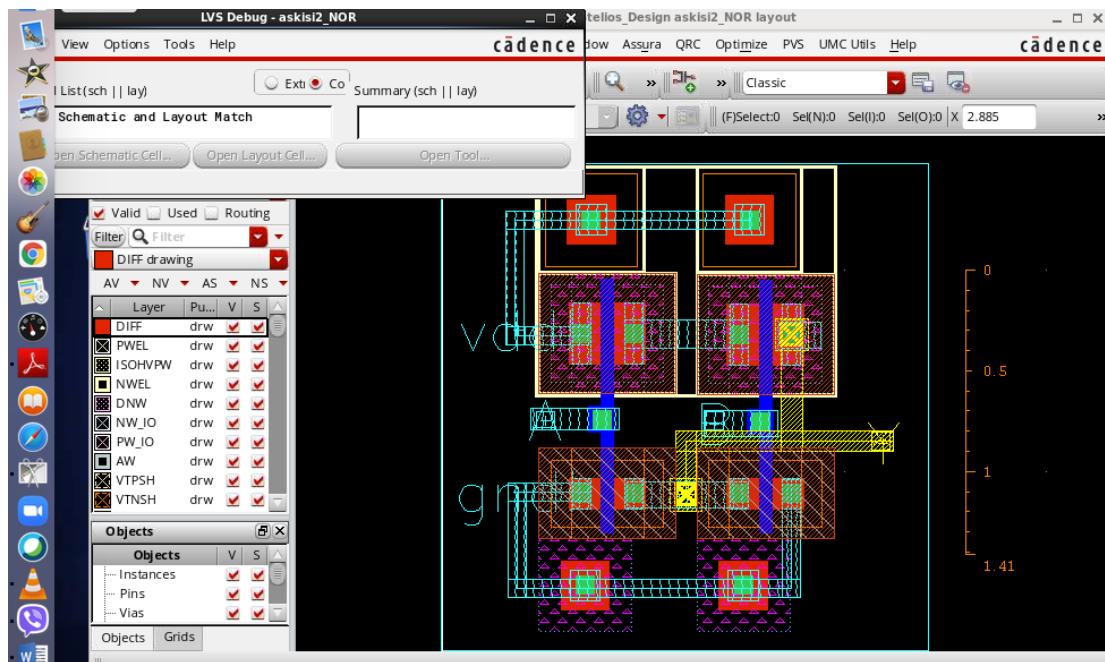 LVS Debug - askisi2_NOR
telios_Design askisi2_NOR layout
View Options Tools Help
cādence
Assura QRC Optimize PVS UMC Utils Help
cādence
List(sch || lay)
Co
Summary (sch || lay)
Schematic and Layout Match
Schematic Cell...
Open Layout Cell...
Open Tool...
»
»
Classic
(F)Select:0 Sel(N):0 Sel(I):0 Sel(O):0 X 2.885
»
Valid Used Routing
Filter
Filter
DIFF drawing
AV NV AS NS
Layer Pu... V S
DIFF drw
PWEL drw
ISOHVPW drw
NWEL drw
DNW drw
NW_IO drw
PW_IO drw
AW drw
VTPSH drw
VTNSH drw
Objects
Objects V S
Instances
Pins
Vias
Objects Grids
A
B
0
0.5
1
1.41
W